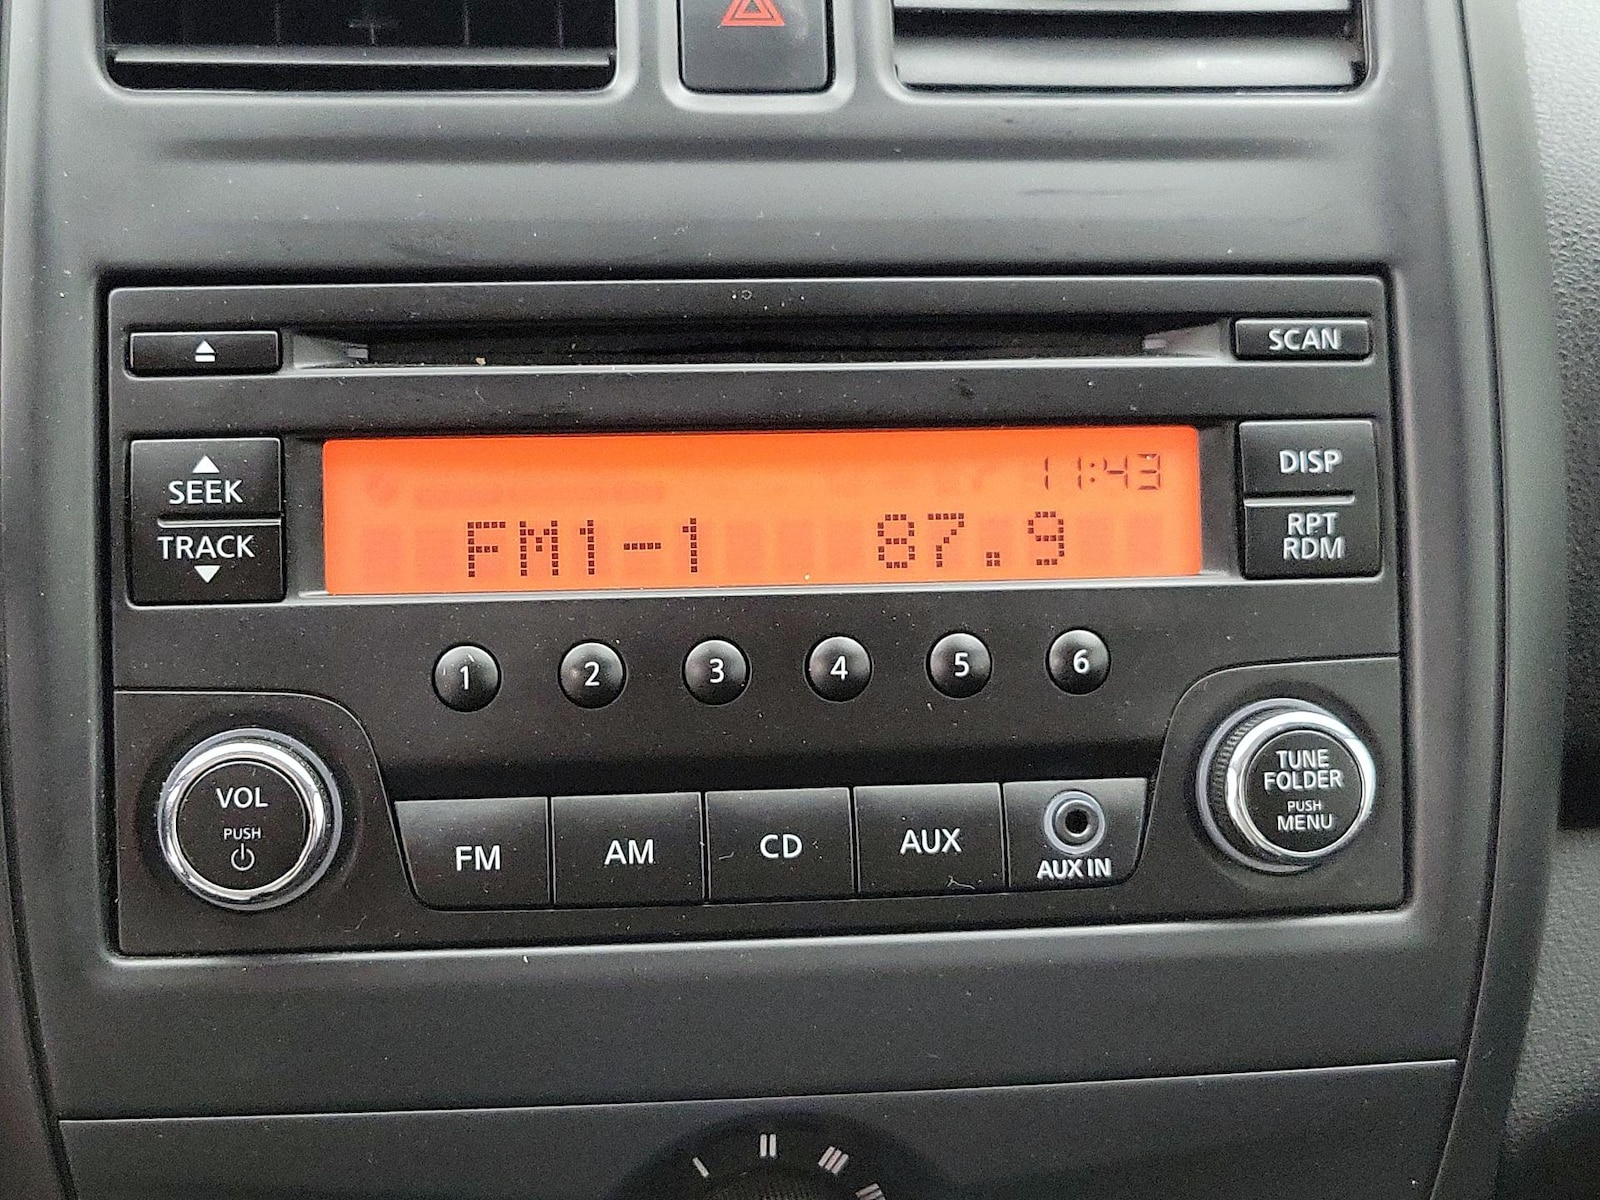 SCAN
SEEK
TRACK
11:43
FM1-1 87.9
DISP
RPT
RDM
1 2 3 4 5 6
VOL
PUSH
FM AM CD AUX
AUX IN
TUNE
FOLDER
PUSH
MENU